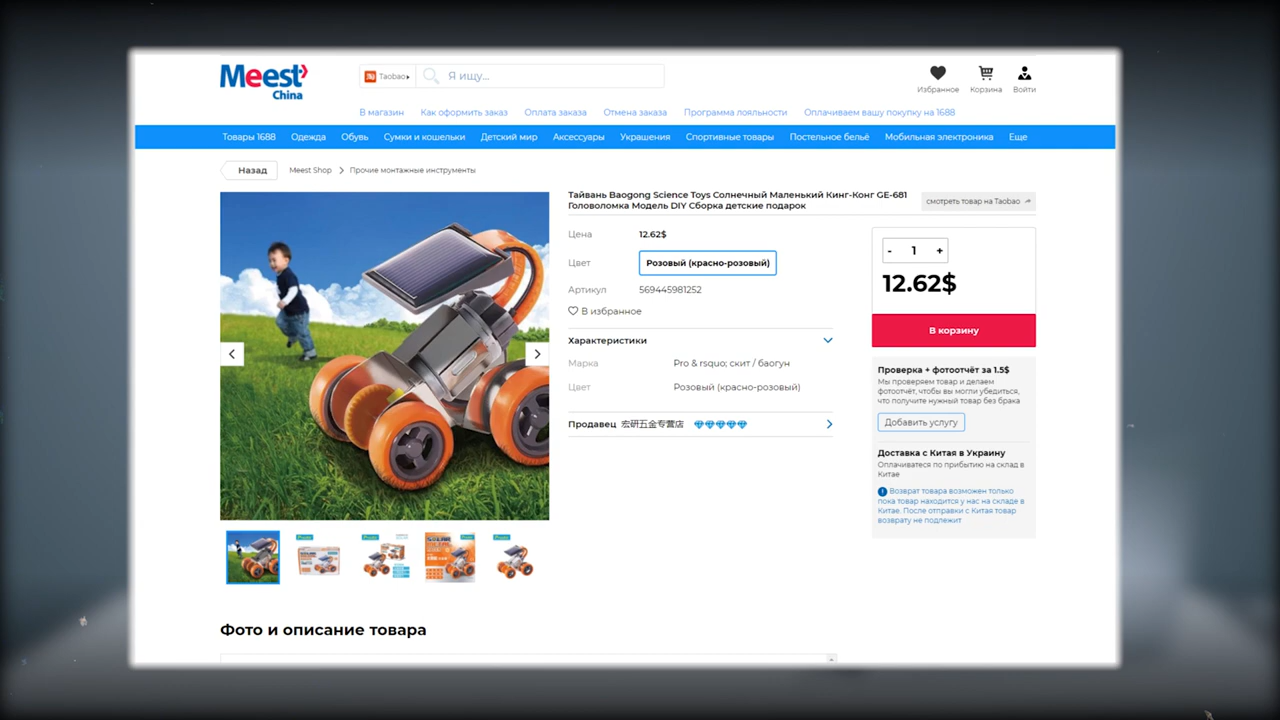 Meest
China
Taobao
Я ищу...
Избранное
Корзина
Войти
В магазин
Как оформить заказ
Оплата заказа
Отмена заказа
Программа лояльности
Оплачиваем вашу покупку на 1688
Товары 1688
Одежда
Обувь
Сумки и кошельки
Детский мир
Аксессуары
Украшения
Спортивные товары
Постельное бельё
Мобильная электроника
Еще
Назад
Meest Shop
Прочие монтажные инструменты
Тайвань Baogong Science Toys Солнечный Маленький Кинг-Конг GE-681
Головоломка Модель DIY Сборка детские подарок
смотреть товар на Taobao
Цена 12.62$
Цвет Розовый (красно-розовый)
Артикул 569445981252
В избранное
Характеристики
Марка Pro & rsquo; скит / баогун
Цвет Розовый (красно-розовый)
Продавец 宏研五金专营店
- 1 +
12.62$
В корзину
Проверка + фотоотчёт за 1.5$
Мы проверяем товар и делаем
фотоотчёт, чтобы вы могли убедиться,
что получите нужный товар без брака
Добавить услугу
Доставка с Китая в Украину
Оплачиваетеся по прибытию на склад в
Китае
Возврат товара возможен только
пока товар находится у нас на складе в
Китае. После отправки с Китая товар
возврату не подлежит
Фото и описание товара